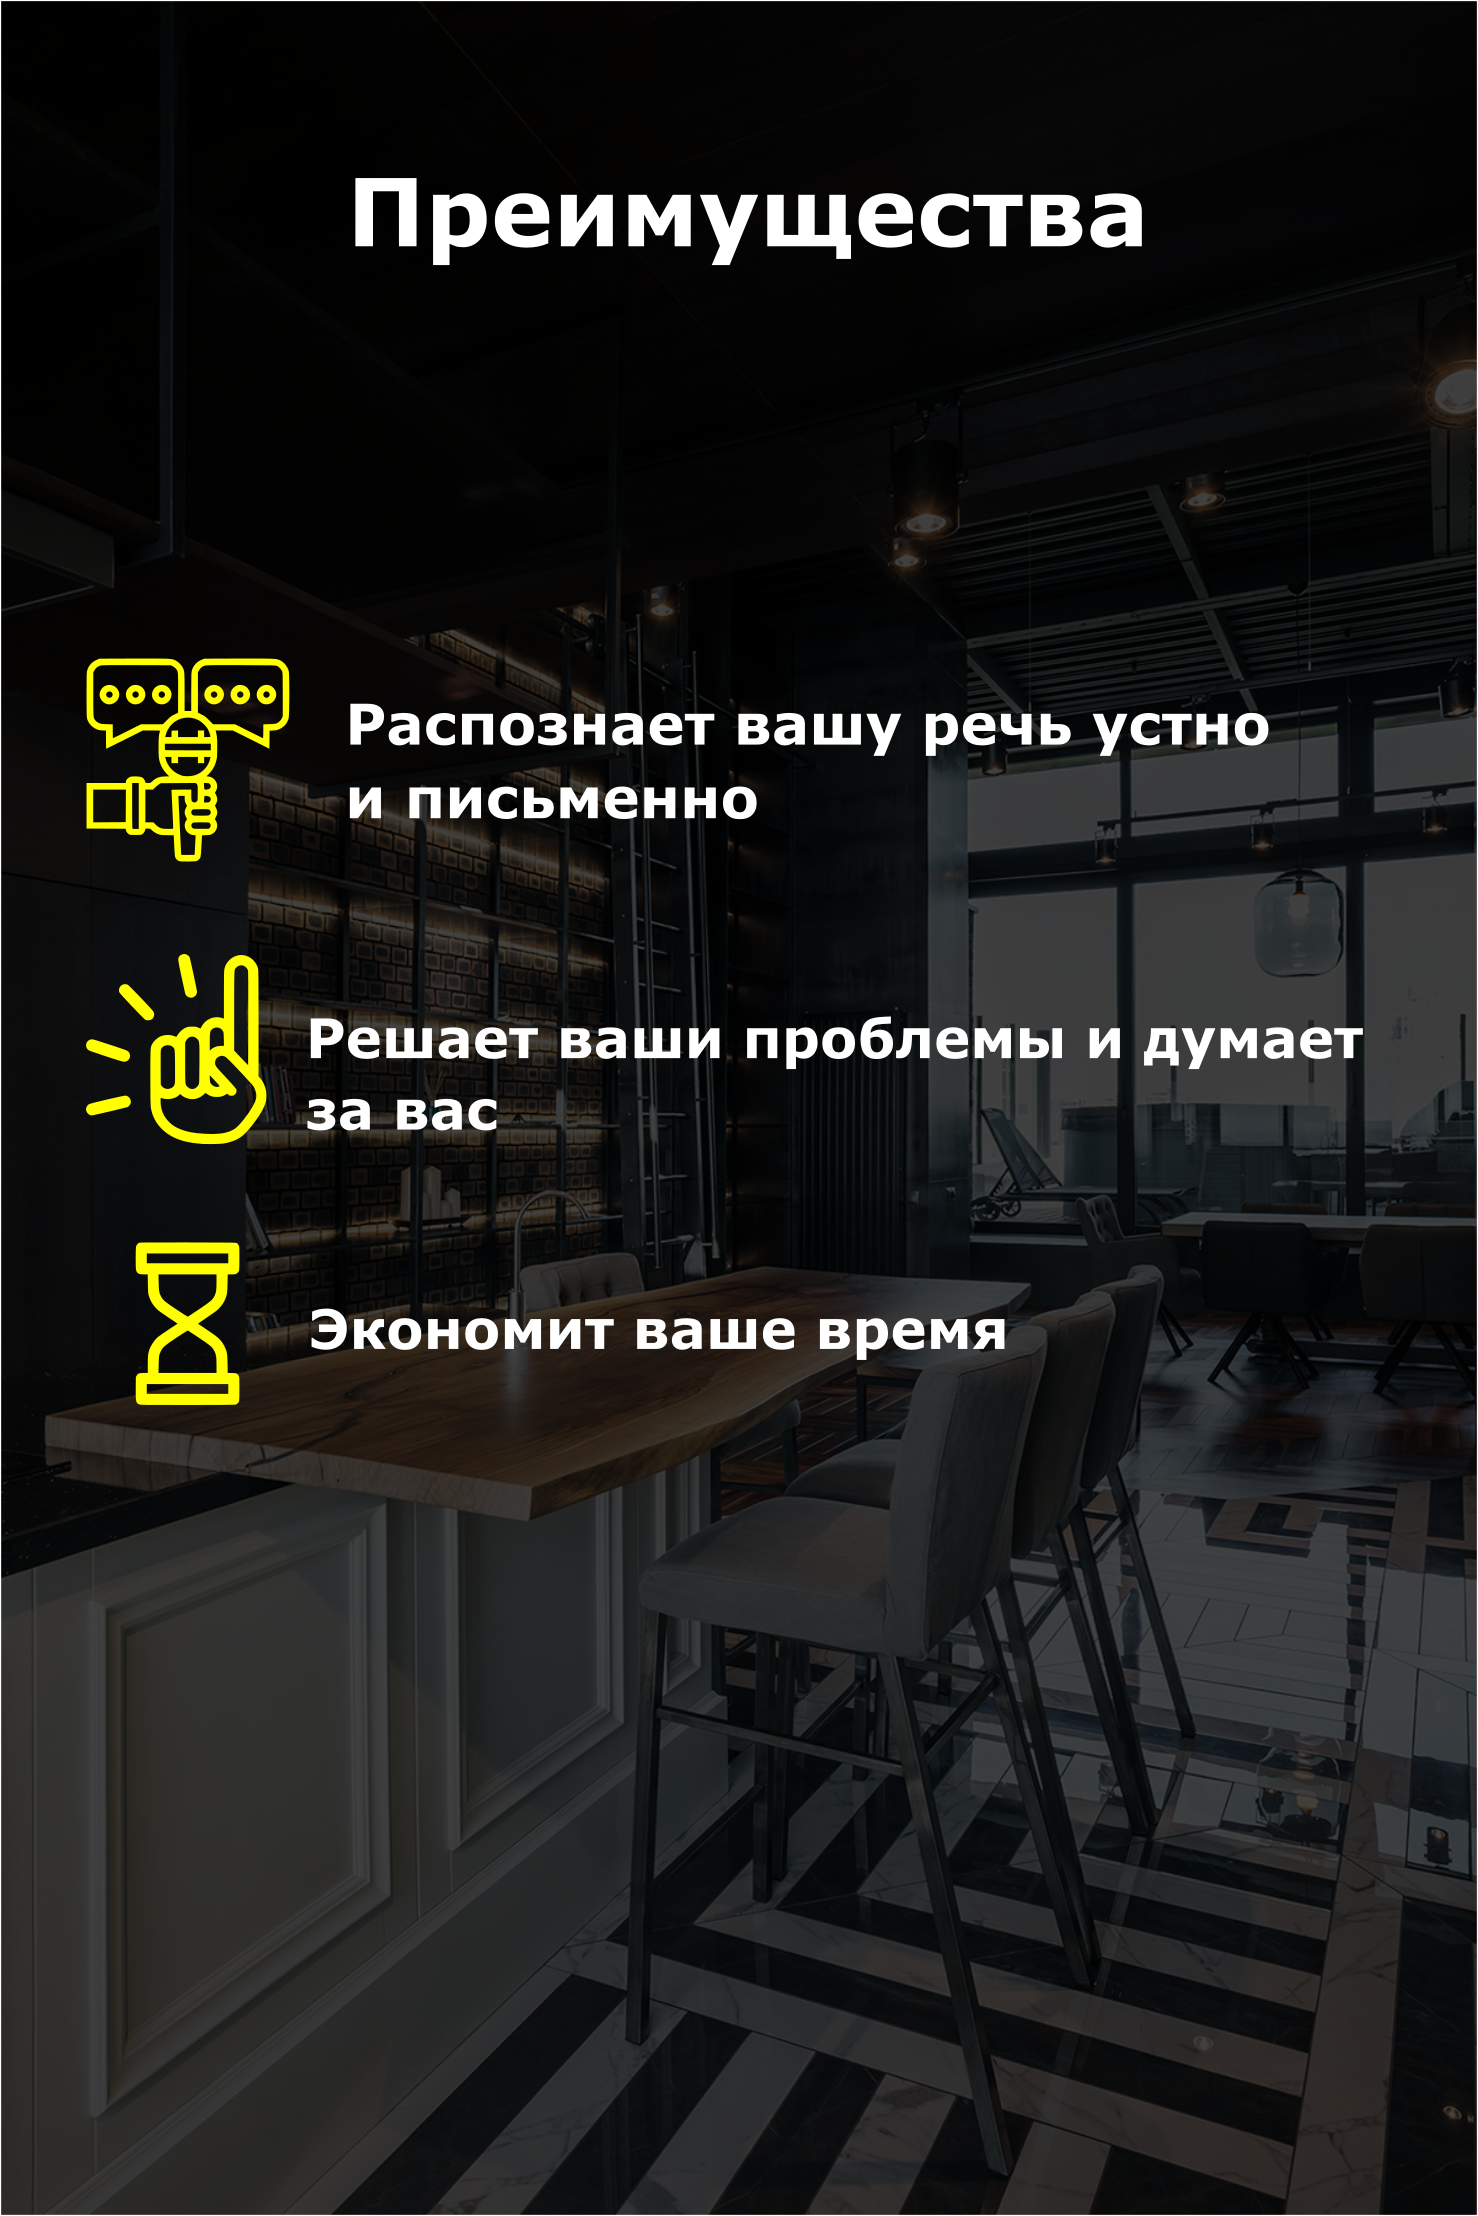 Преимущества
Распознает вашу речь устно
и письменно
Решает ваши проблемы и думает
за вас
Экономит ваше время